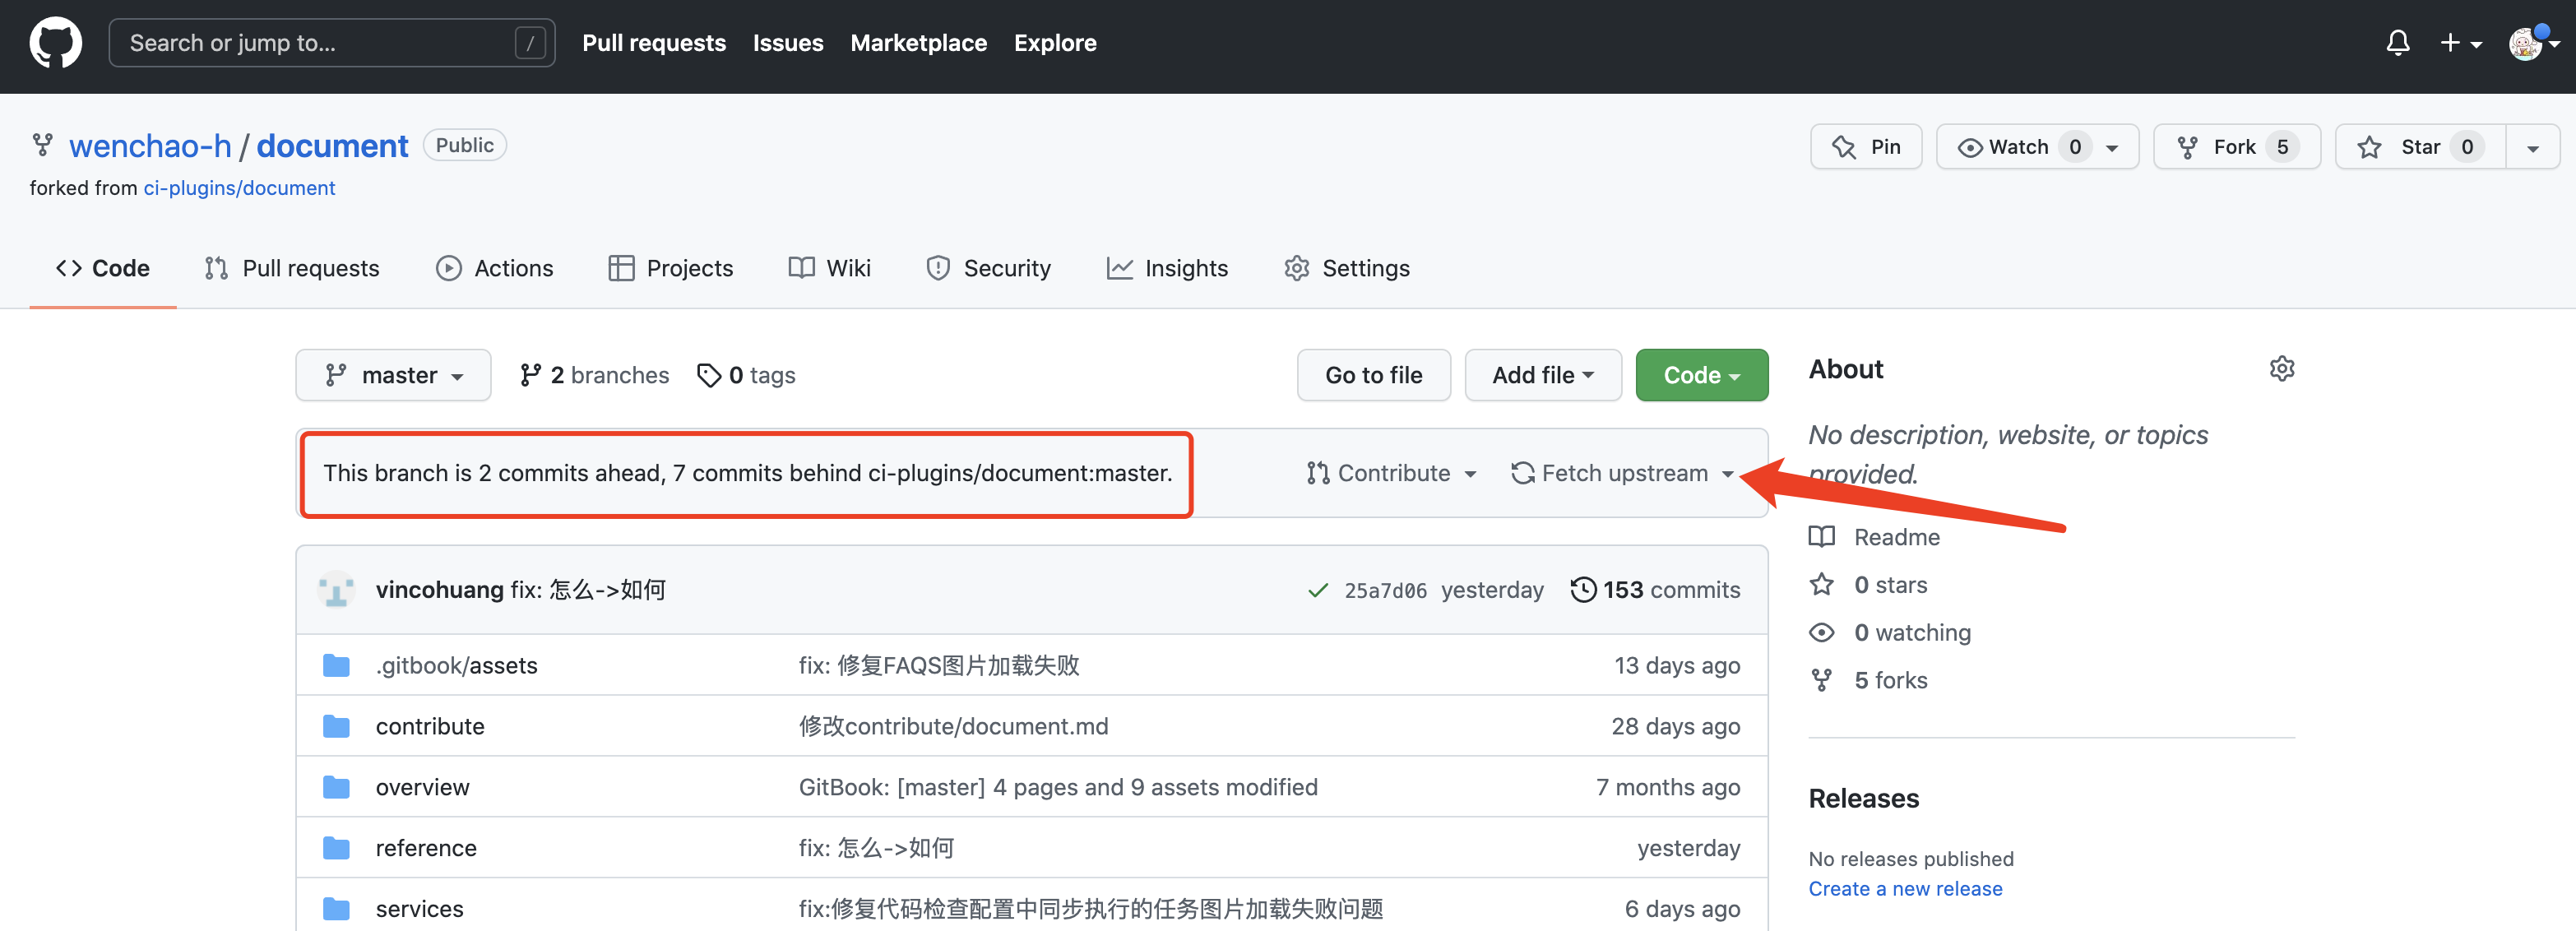 Search or jump to... / Pull requests Issues Marketplace Explore
wenchao-h / document Public Pin Watch 0 Fork 5 Star 0
forked from ci-plugins/document
Code Pull requests Actions Projects Wiki Security Insights Settings
master 2 branches 0 tags Go to file Add file Code
This branch is 2 commits ahead, 7 commits behind ci-plugins/document:master. Contribute Fetch upstream
vincohuang fix: 怎么->如何 25a7d06 yesterday 153 commits
.gitbook/assets fix: 修复FAQS图片加载失败 13 days ago
contribute 修改contribute/document.md 28 days ago
overview GitBook: [master] 4 pages and 9 assets modified 7 months ago
reference fix: 怎么->如何 yesterday
services fix:修复代码检查配置中同步执行的任务图片加载失败问题 6 days ago
About
No description, website, or topics
provided.
Readme
0 stars
0 watching
5 forks
Releases
No releases published
Create a new release